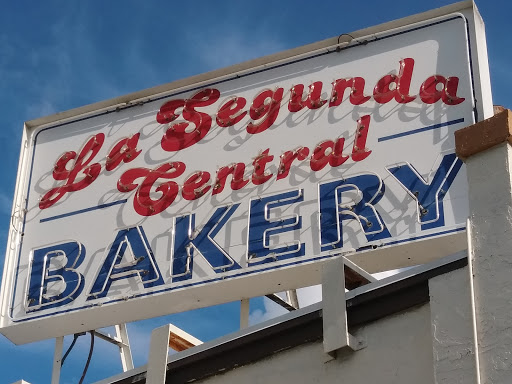 La Segunda
Central
BAKERY